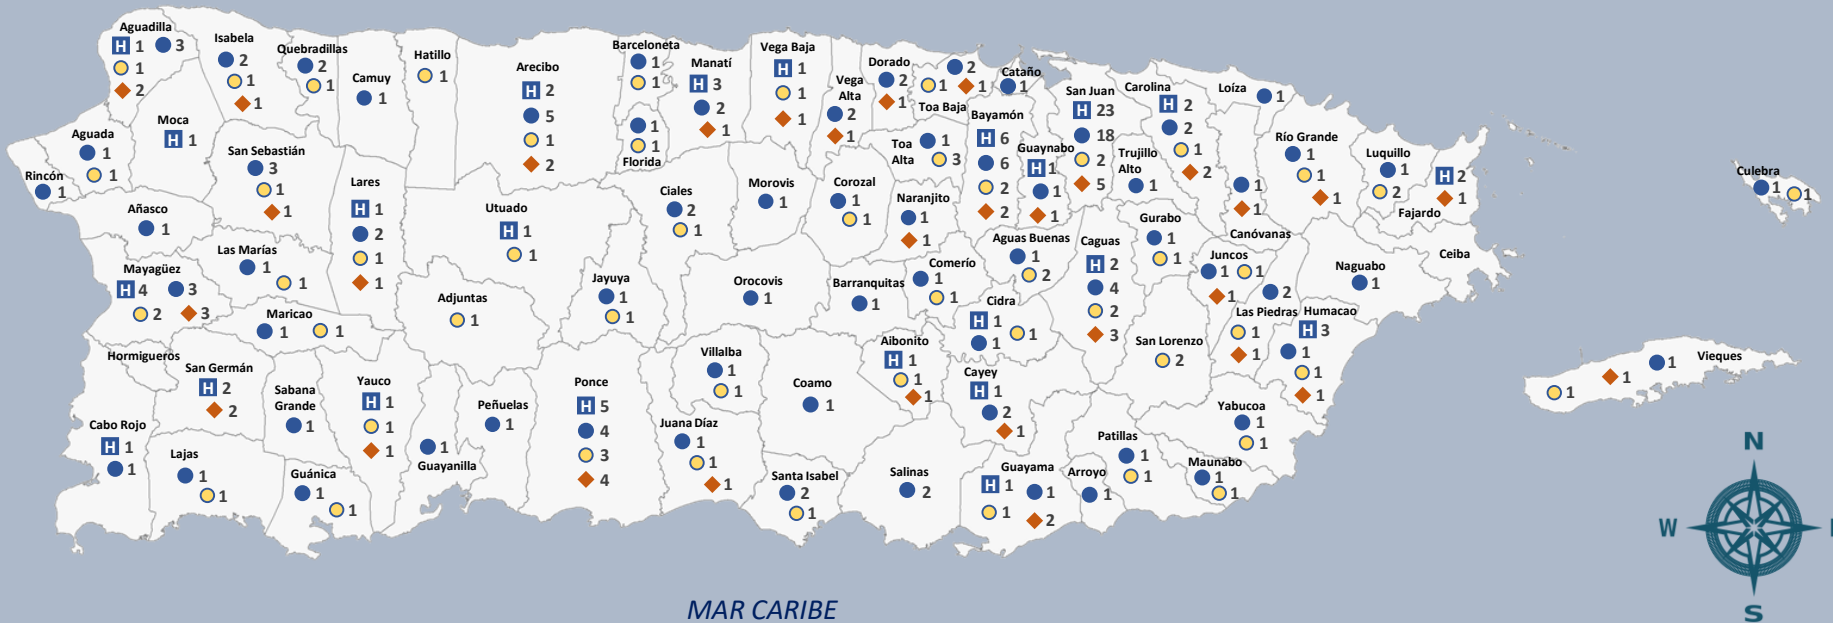 Aguadilla
H 1 3
1
2
Isabela
2
1
1
Quebradillas
2
1
Camuy
1
Hatillo
1
Arecibo
H 2
5
1
2
Barceloneta
1
1
1
1
Florida
Manatí
H 3
2
1
Vega Baja
H 1
1
1
Vega
Alta
2
1
Dorado
2
1
2
1 1
Toa Baja
Cataño
1
Bayamón
H 6
6
2
2
Toa
Alta
1
3
Guaynabo
H 1
1
1
San Juan
H 23
18
2
5
Trujillo
Alto
1
Carolina
H 2
2
1
2
Loíza
1
1
1
Canóvanas
Río Grande
1
1
1
Luquillo
1
2
H 2
1
Fajardo
Ceiba
Culebra
1 1
Moca
H 1
Aguada
1
1
Rincón
1
San Sebastián
3
1
1
Añasco
1
Lares
H 1
2
1
1
Utuado
H 1
1
Ciales
2
1
Morovis
1
Corozal
1
1
Naranjito
1
1
Aguas Buenas
1
2
Caguas
H 2
4
2
3
Gurabo
1
1
Juncos
1 1
1
Naguabo
1
Las Marías
1
1
Mayagüez
H 4 3
2 3
Maricao
1 1
Adjuntas
1
Jayuya
1
1
Orocovis
1
Barranquitas
1
Comerío
1
1
Cidra
H 1
1
1
San Lorenzo
2
2
Las Piedras
1
1
Humacao
H 3
1
1
1
Vieques
1
1
1
Hormigueros
San Germán
H 2
2
Sabana
Grande
1
Yauco
H 1
1
1
1
Guayanilla
Peñuelas
1
Ponce
H 5
4
3
4
Villalba
1
1
Coamo
1
Aibonito
H 1
1
1
Cayey
H 1
2
1
Yabucoa
1
1
Cabo Rojo
H 1
1
Lajas
1
1
Guánica
1
1
Juana Díaz
1
1
1
Santa Isabel
2
1
Salinas
2
Guayama
H 1 1
1 2
Arroyo
1
Patillas
1
1
Maunabo
1
1
N
W
S
MAR CARIBE